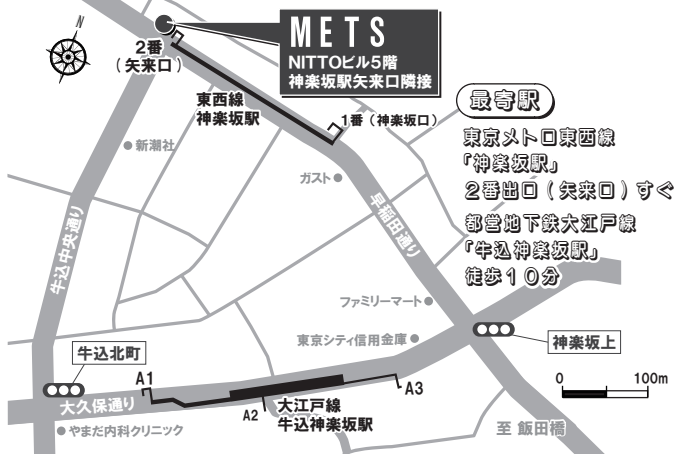 N
METS
NITTOビル5階
神楽坂駅矢来口隣接
2番
(矢来口)
東西線
神楽坂駅
1番(神楽坂口)
最寄駅
東京メトロ東西線
「神楽坂駅」
2番出口(矢来口)すぐ
都営地下鉄大江戸線
「牛込神楽坂駅」
徒歩10分
新潮社
ガスト
早稲田通り
牛込中央通り
ファミリーマート
東京シティ信用金庫
神楽坂上
牛込北町
A1
大久保通り
A2
大江戸線
牛込神楽坂駅
A3
0 100m
やまだ内科クリニック
至 飯田橋